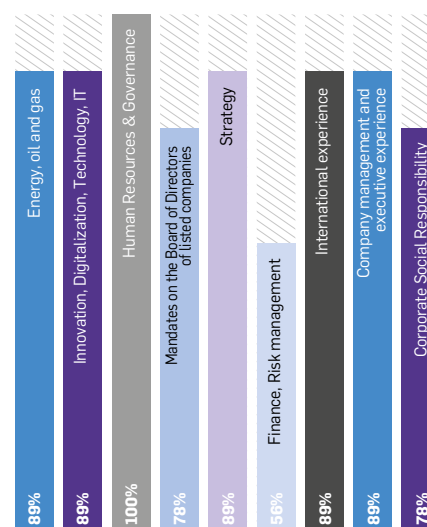 Energy, oil and gas
89%
Innovation, Digitalization, Technology, IT
89%
Human Resources & Governance
100%
Mandates on the Board of Directors
of listed companies
78%
Strategy
89%
Finance, Risk management
56%
International experience
89%
Company management and
executive experience
89%
Corporate Social Responsibility
78%